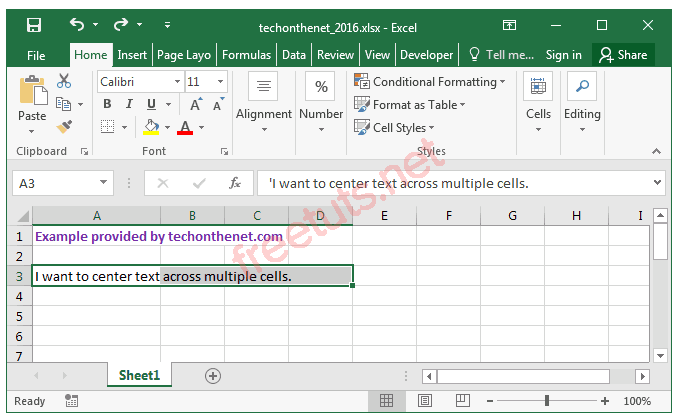 techonthenet_2016.xlsx - Excel
File Home Insert Page Layo Formulas Data Review View Developer Tell me... Sign in Share
Paste
Calibri 11
B I U A A
A
Alignment
Number
%
Conditional Formatting
Format as Table
Cell Styles
Cells
Editing
Clipboard Font Styles
A3 fx 'I want to center text across multiple cells.
A B C D E F G H I
1 Example provided by techonthenet.com
2
3 I want to center text across multiple cells.
4
5
6
7
freetuts.net
Sheet1
Ready 100%